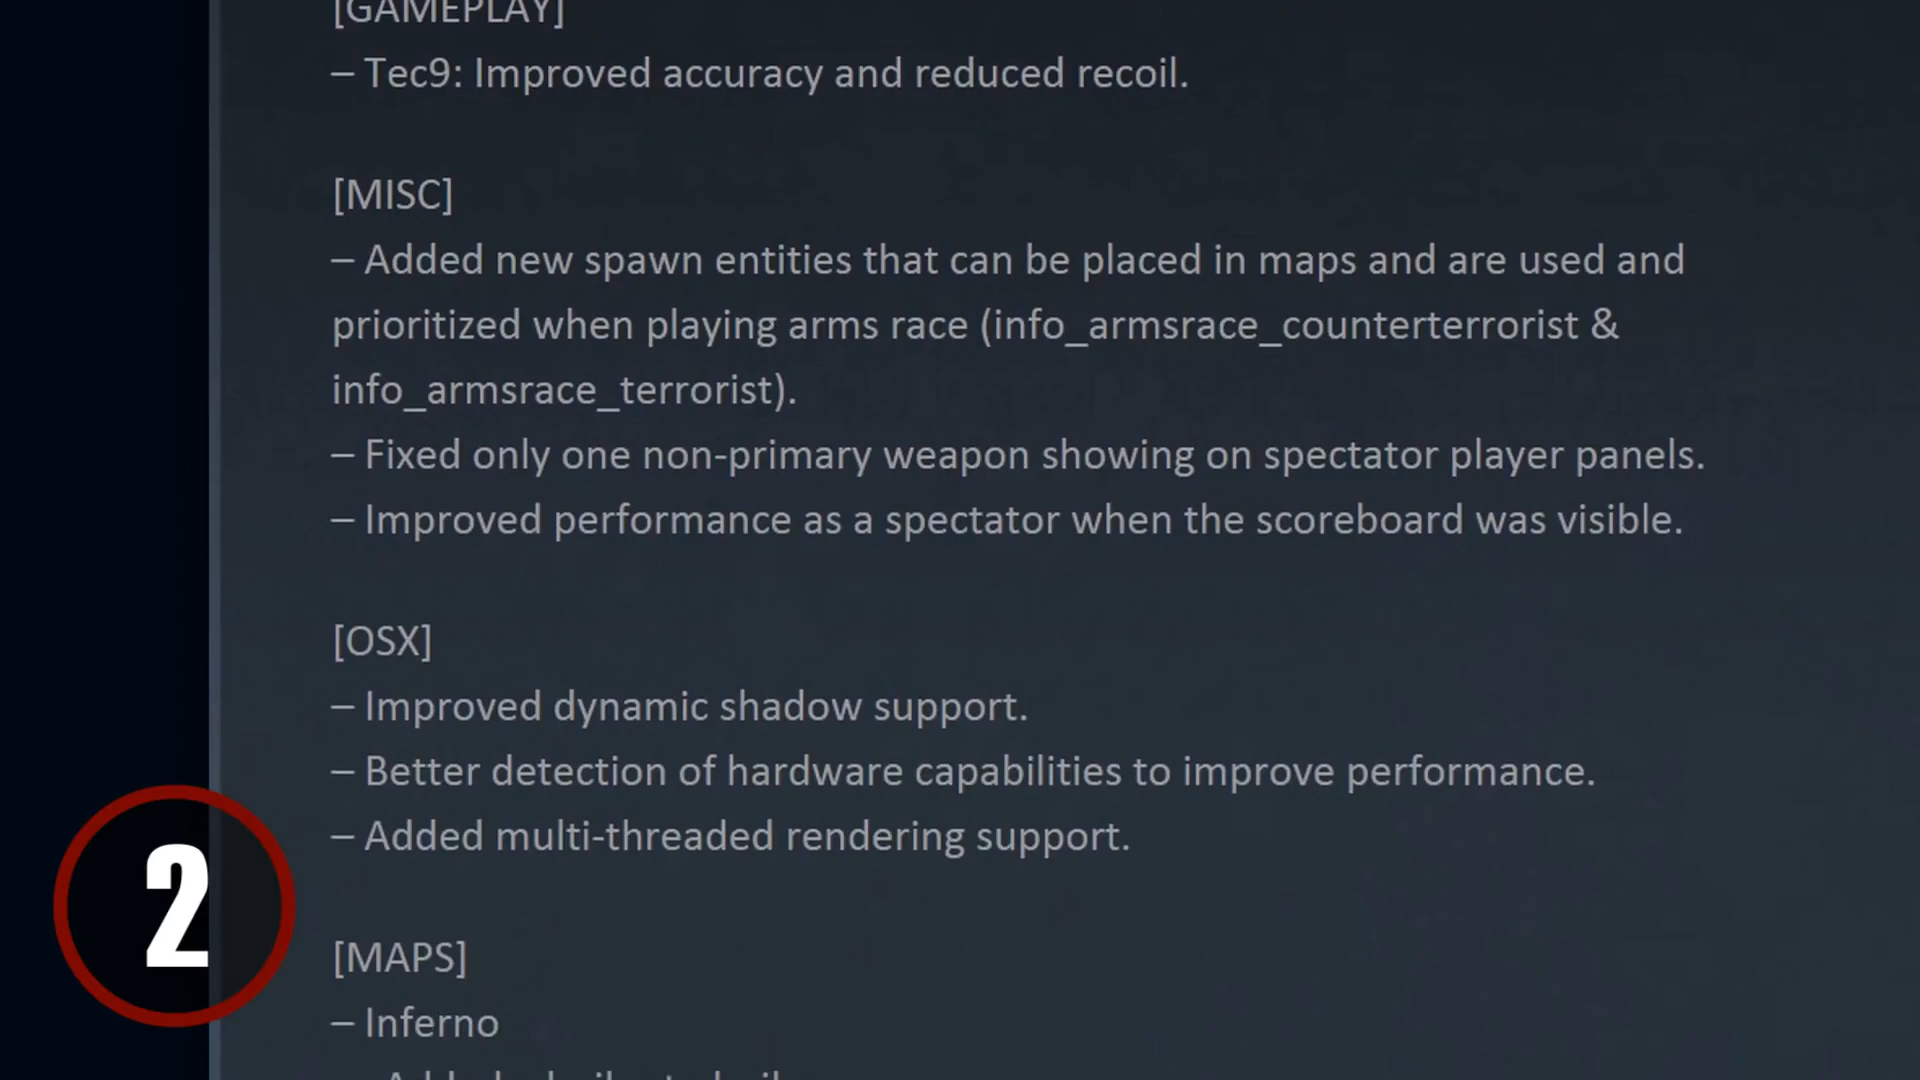 [GAMEPLAY]
– Tec9: Improved accuracy and reduced recoil.
[MISC]
– Added new spawn entities that can be placed in maps and are used and
prioritized when playing arms race (info_armsrace_counterterrorist &
info_armsrace_terrorist).
– Fixed only one non-primary weapon showing on spectator player panels.
– Improved performance as a spectator when the scoreboard was visible.
[OSX]
– Improved dynamic shadow support.
– Better detection of hardware capabilities to improve performance.
– Added multi-threaded rendering support.
2
[MAPS]
– Inferno